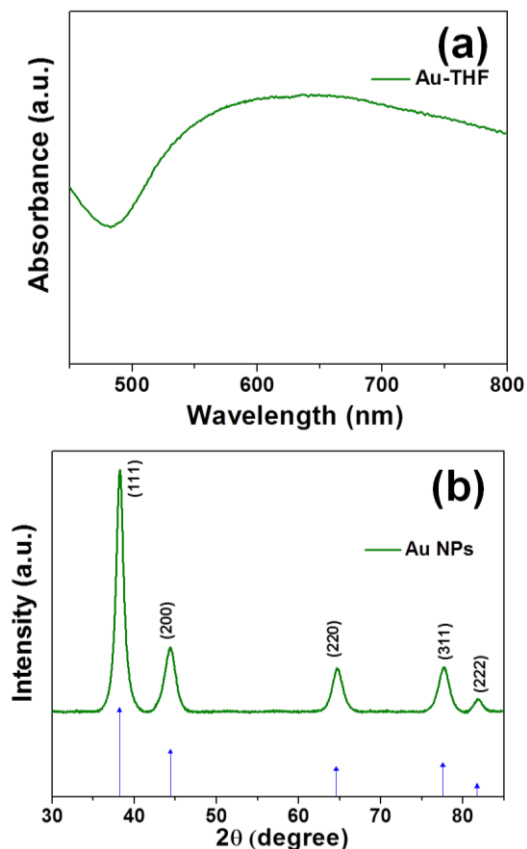 (a)
Au-THF
Absorbance (a.u.)
500 600 700 800
Wavelength (nm)
(b)
Au NPs
(111)
(200)
(220)
(311)
(222)
Intensity (a.u.)
30 40 50 60 70 80
2θ (degree)